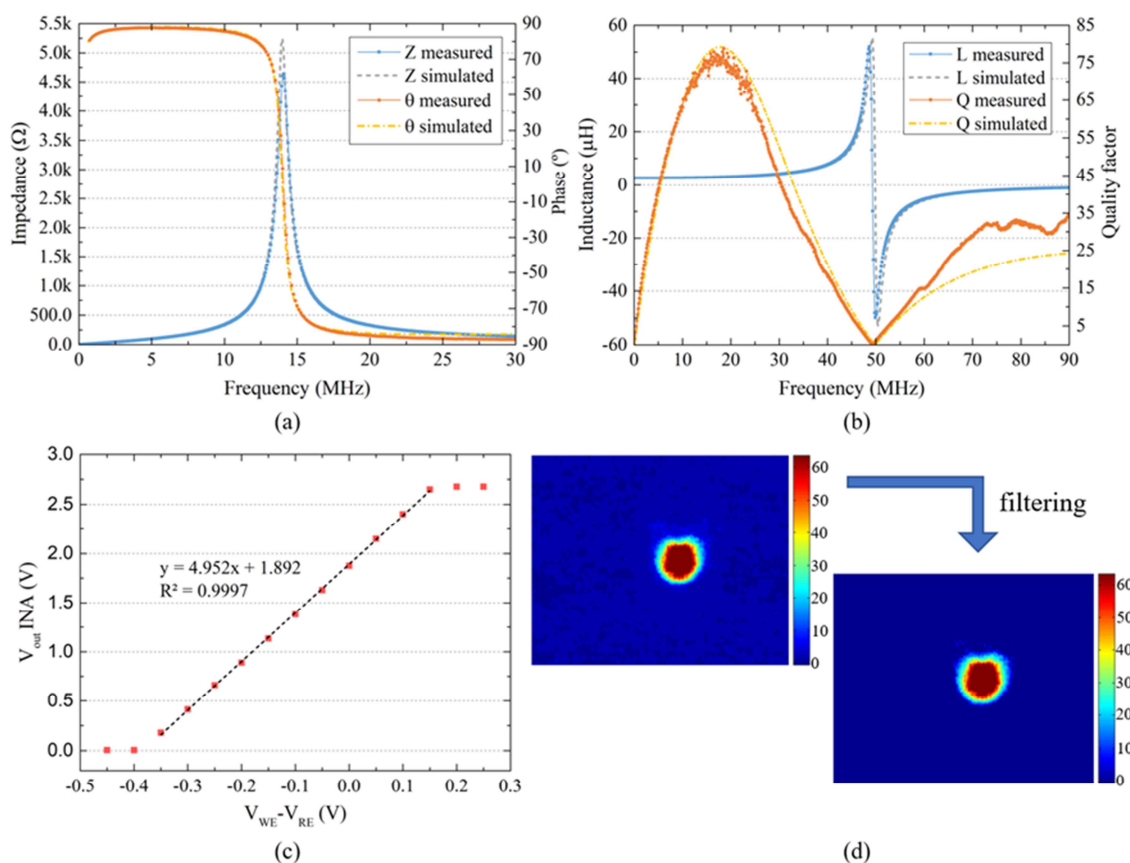 5.5k
5.0k
4.5k
4.0k
3.5k
3.0k
2.5k
2.0k
1.5k
1.0k
500.0
0.0
Impedance (Ω)
Z measured
Z simulated
θ measured
θ simulated
90
70
50
30
10
-10
-30
-50
-70
-90
Phase (º)
0 5 10 15 20 25 30
Frequency (MHz)
(a)
60
40
20
0
-20
-40
-60
Inductance (μH)
L measured
L simulated
Q measured
Q simulated
85
75
65
55
45
35
25
15
5
Quality factor
0 10 20 30 40 50 60 70 80 90
Frequency (MHz)
(b)
3.0
2.5
2.0
1.5
1.0
0.5
0.0
Vout INA (V)
y = 4.952x + 1.892
R² = 0.9997
-0.5 -0.4 -0.3 -0.2 -0.1 0.0 0.1 0.2 0.3
VWE-VRE (V)
(c)
60
50
40
30
20
10
0
filtering
60
50
40
30
20
10
0
(d)